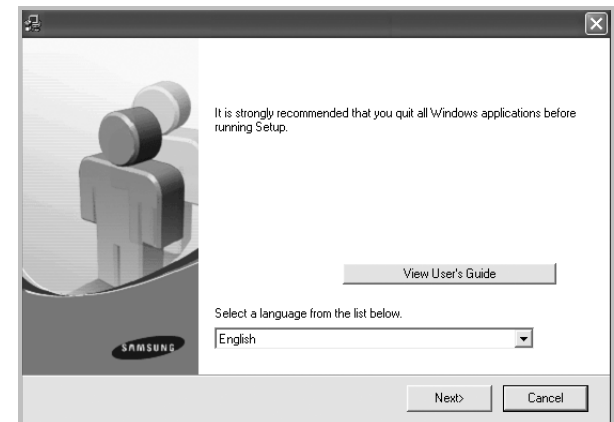 It is strongly recommended that you quit all Windows applications before
running Setup.
View User's Guide
Select a language from the list below.
SAMSUNG
English
Next>
Cancel